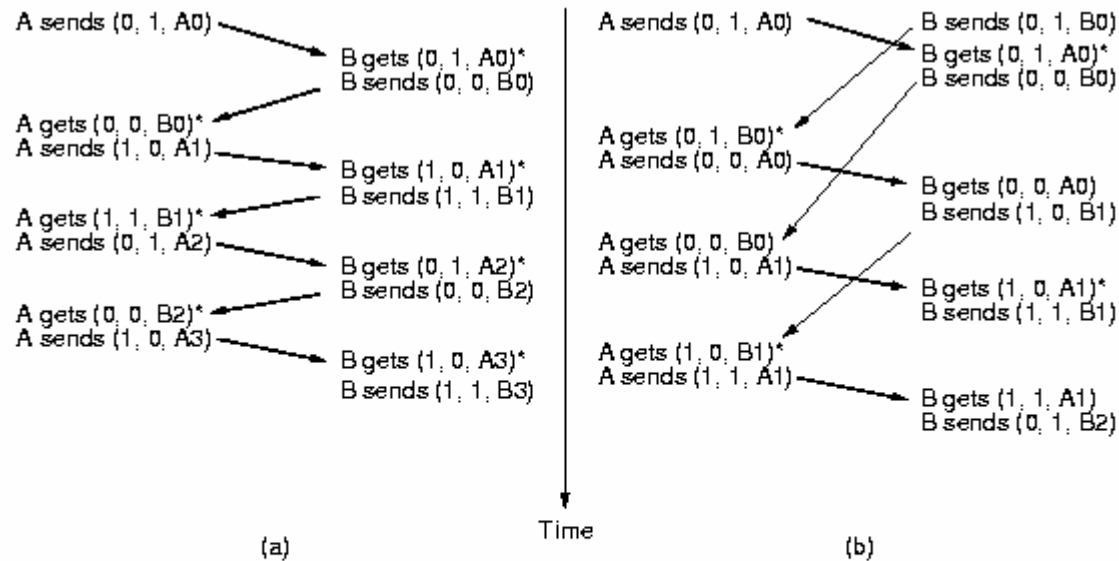 A sends (0, 1, A0)
B gets (0, 1, A0)*
B sends (0, 0, B0)
A gets (0, 0, B0)*
A sends (1, 0, A1)
B gets (1, 0, A1)*
B sends (1, 1, B1)
A gets (1, 1, B1)*
A sends (0, 1, A2)
B gets (0, 1, A2)*
B sends (0, 0, B2)
A gets (0, 0, B2)*
A sends (1, 0, A3)
B gets (1, 0, A3)*
B sends (1, 1, B3)
(a)
Time
A sends (0, 1, A0)
B sends (0, 1, B0)
B gets (0, 1, A0)*
B sends (0, 0, B0)
A gets (0, 1, B0)*
A sends (0, 0, A0)
B gets (0, 0, A0)
B sends (1, 0, B1)
A gets (0, 0, B0)
A sends (1, 0, A1)
B gets (1, 0, A1)*
B sends (1, 1, B1)
A gets (1, 0, B1)*
A sends (1, 1, A1)
B gets (1, 1, A1)
B sends (0, 1, B2)
(b)